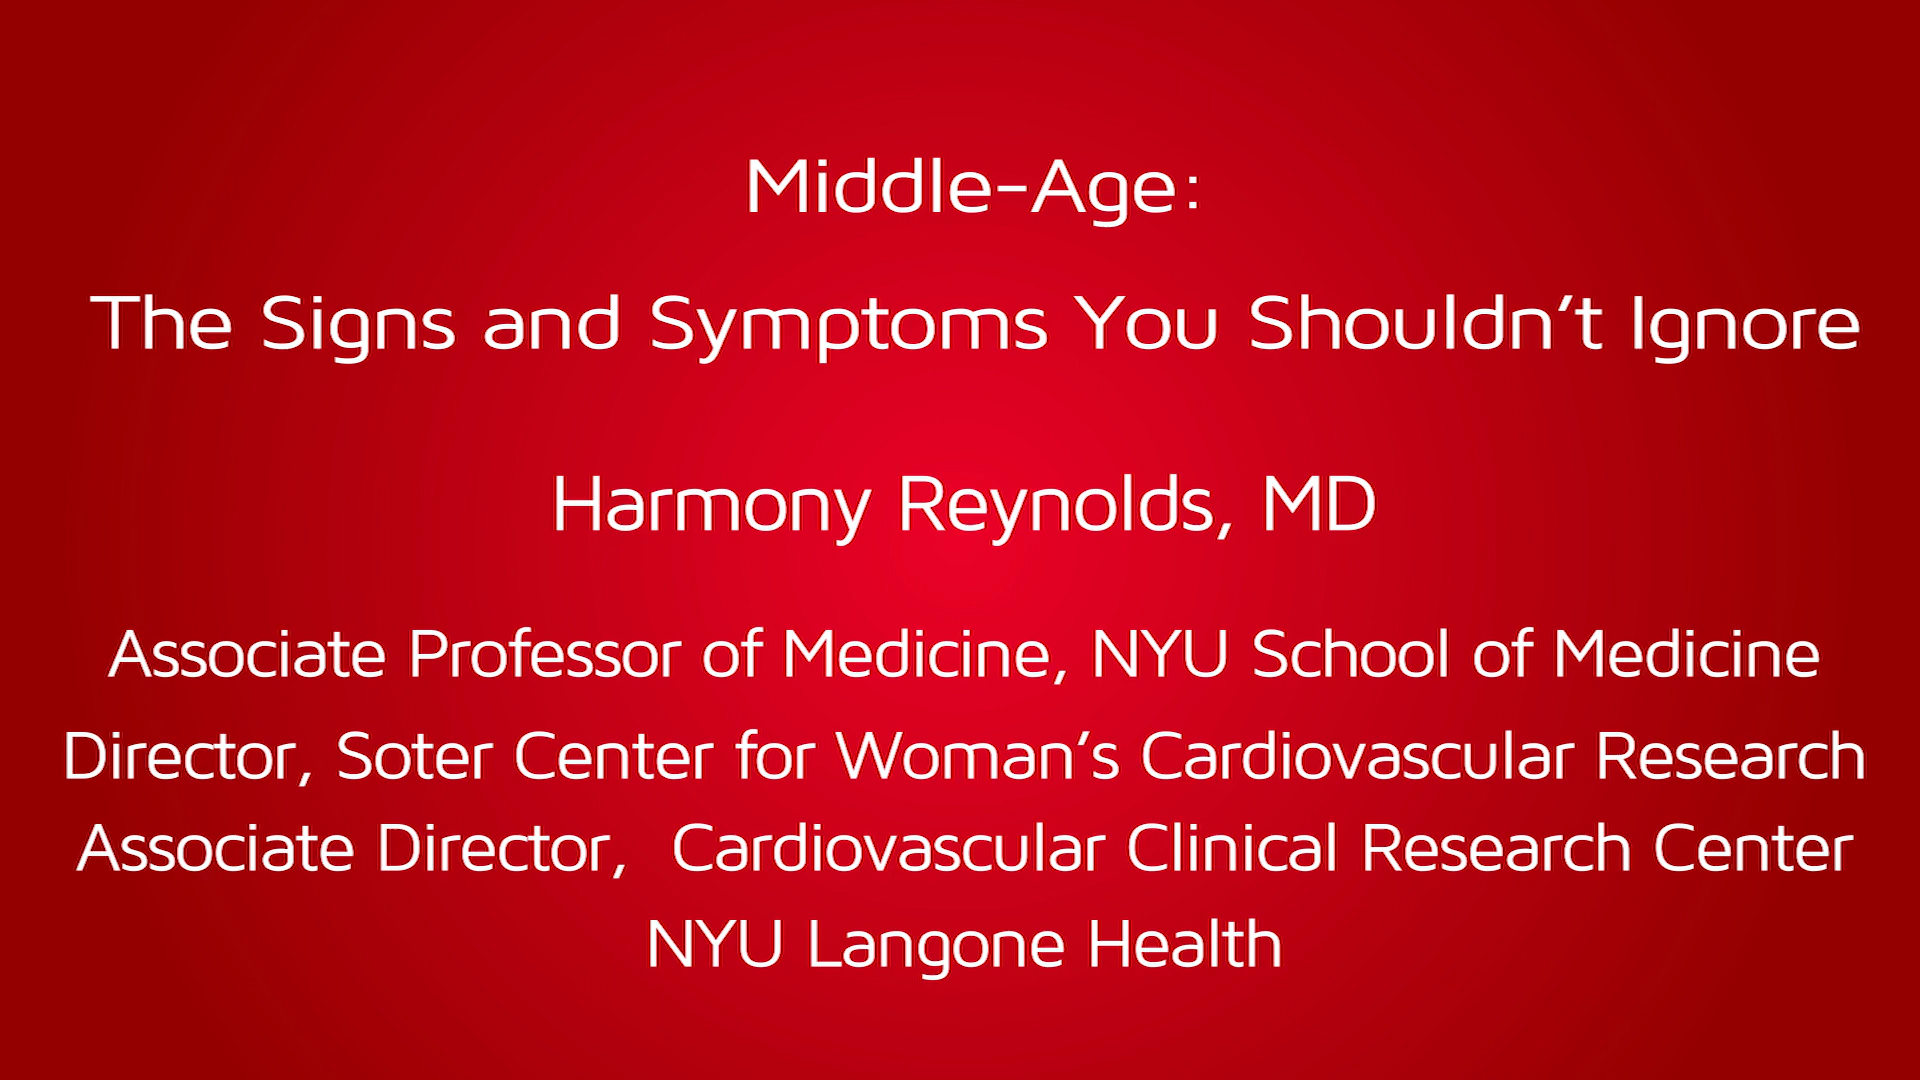 Middle-Age:
The Signs and Symptoms You Shouldn’t Ignore
Harmony Reynolds, MD
Associate Professor of Medicine, NYU School of Medicine
Director, Soter Center for Woman’s Cardiovascular Research
Associate Director,  Cardiovascular Clinical Research Center
NYU Langone Health